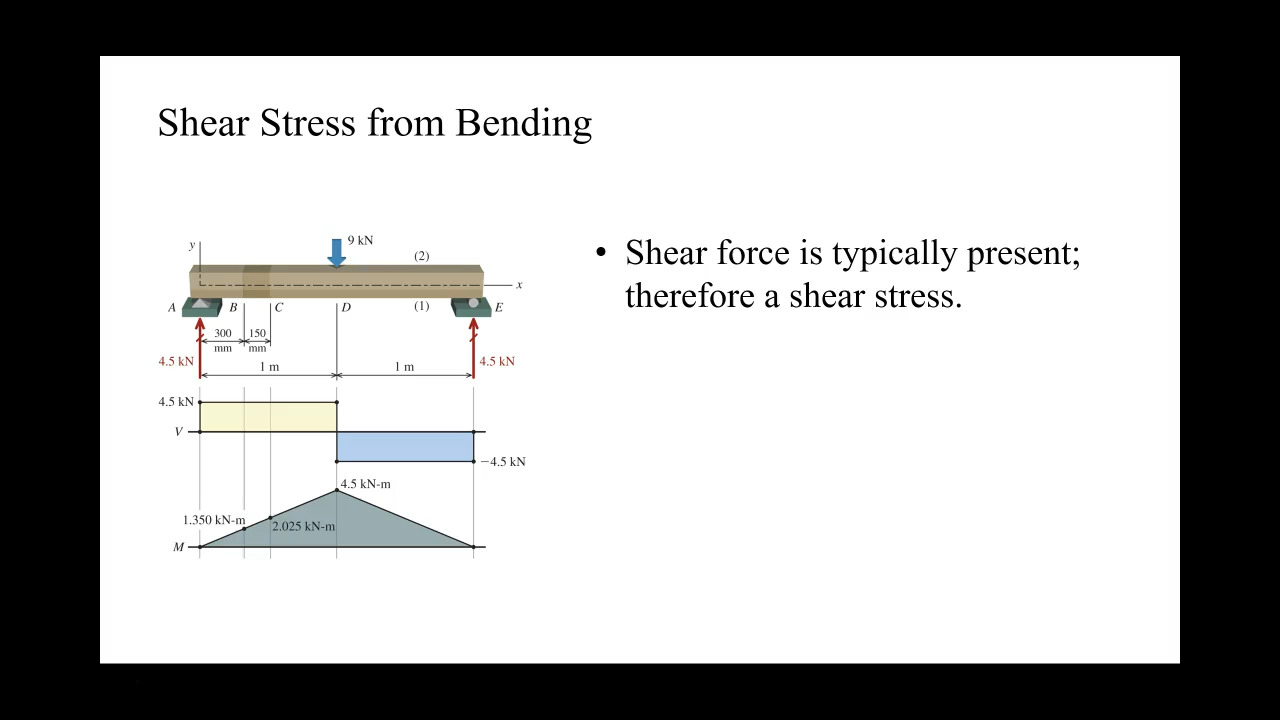 Shear Stress from Bending
• Shear force is typically present;
therefore a shear stress.
y
9 kN
(2)
x
A B C D (1) E
300 150
mm mm
4.5 kN 1 m 1 m 4.5 kN
4.5 kN
V
−4.5 kN
4.5 kN-m
1.350 kN-m
2.025 kN-m
M